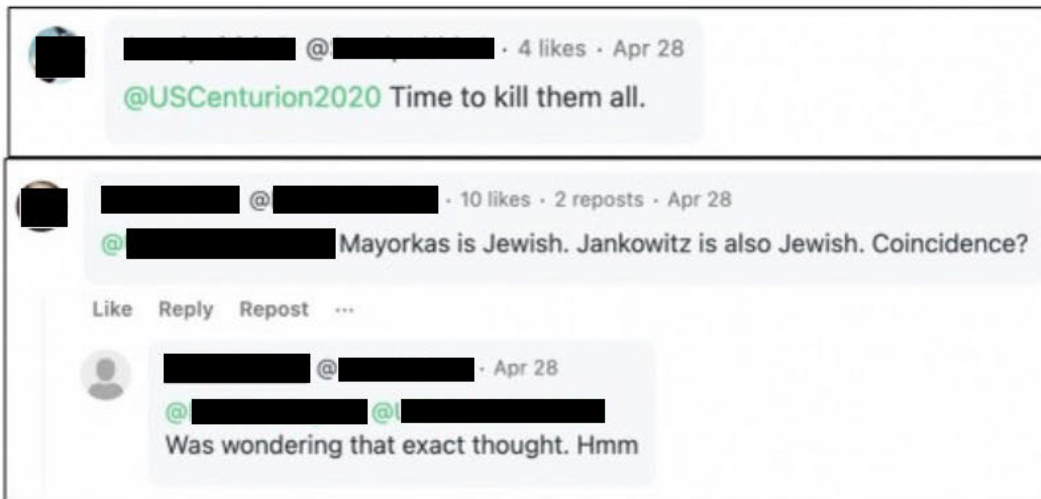 @ · 4 likes · Apr 28
@USCenturion2020 Time to kill them all.
@ · 10 likes · 2 reposts · Apr 28
@ Mayorkas is Jewish. Jankowitz is also Jewish. Coincidence?
Like Reply Repost ···
@ · Apr 28
@ @
Was wondering that exact thought. Hmm